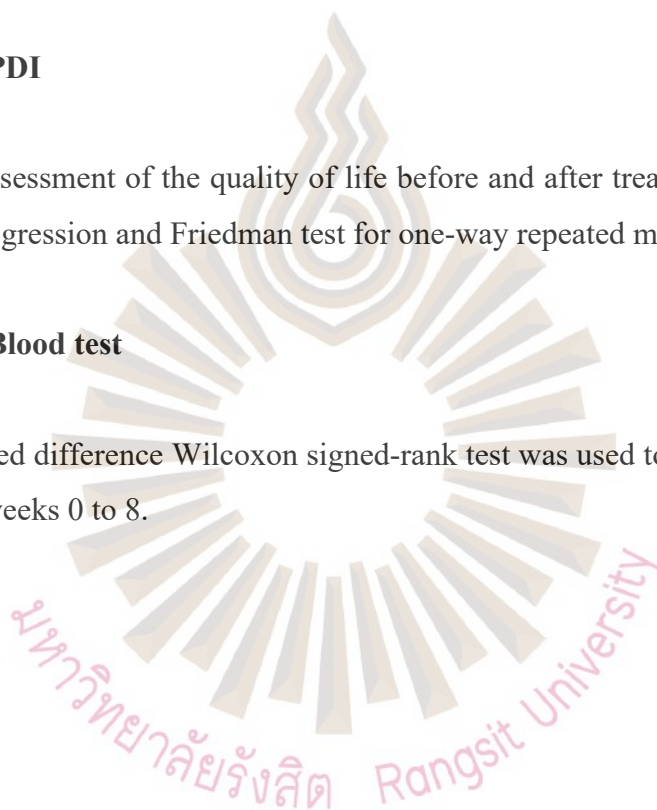 PDI
sessment of the quality of life before and after trea
gression and Friedman test for one-way repeated m
Blood test
ed difference Wilcoxon signed-rank test was used to
weeks 0 to 8.
มหาวิทยาลัยรังสิต Rangsit University